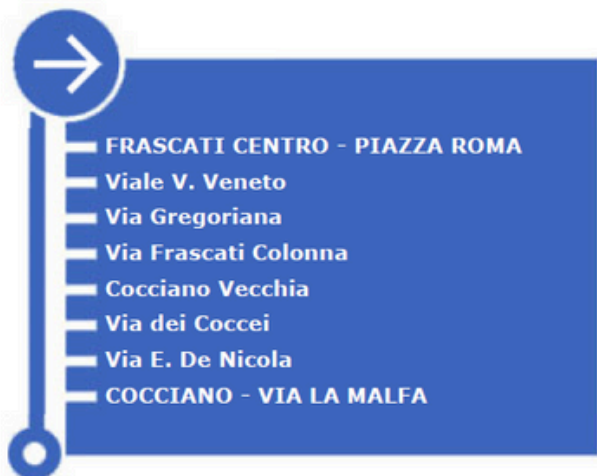 FRASCATI CENTRO - PIAZZA ROMA
Viale V. Veneto
Via Gregoriana
Via Frascati Colonna
Cocciano Vecchia
Via dei Coccei
Via E. De Nicola
COCCIANO - VIA LA MALFA